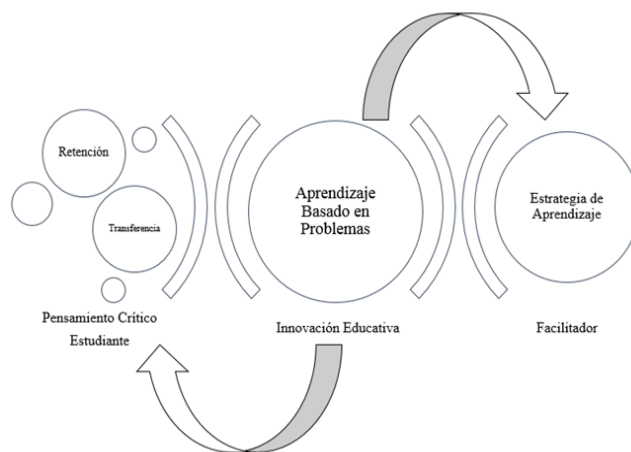 Retención
Transferencia
Pensamiento Crítico
Estudiante
Aprendizaje
Basado en
Problemas
Innovación Educativa
Estrategia de
Aprendizaje
Facilitador